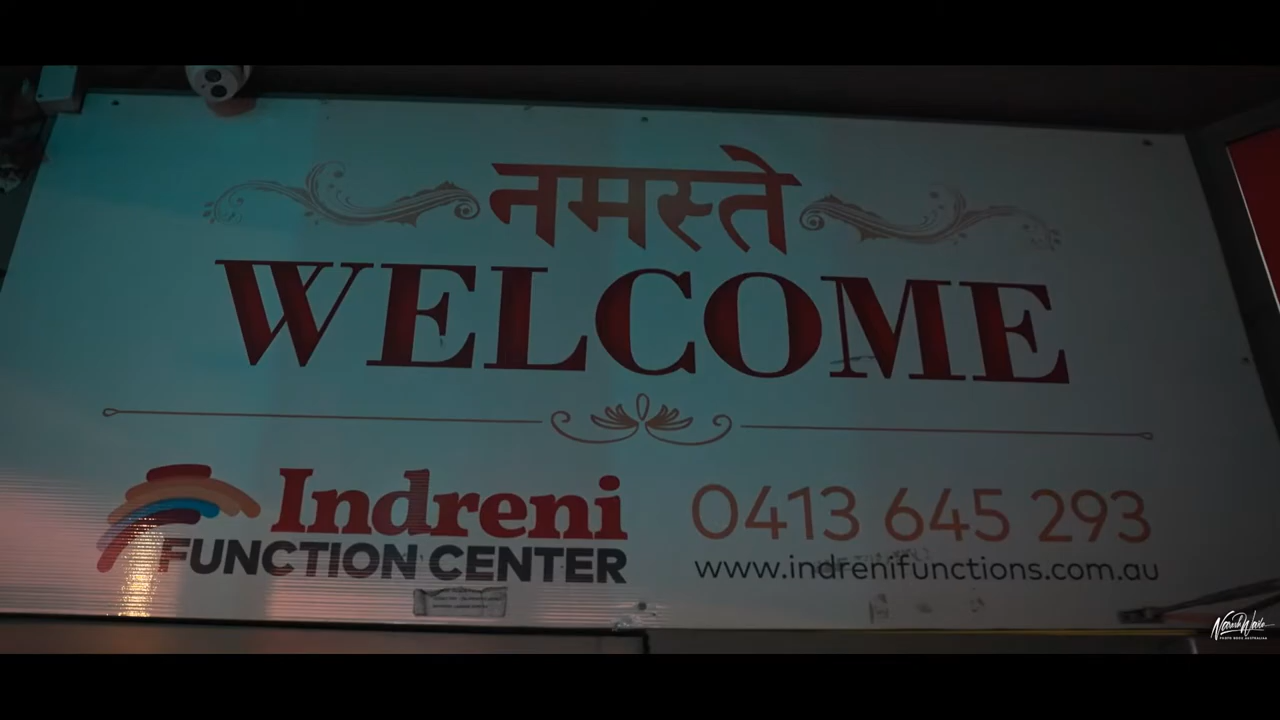 नमस्ते
WELCOME
Indreni
FUNCTION CENTER
0413 645 293
www.indrenifunctions.com.au